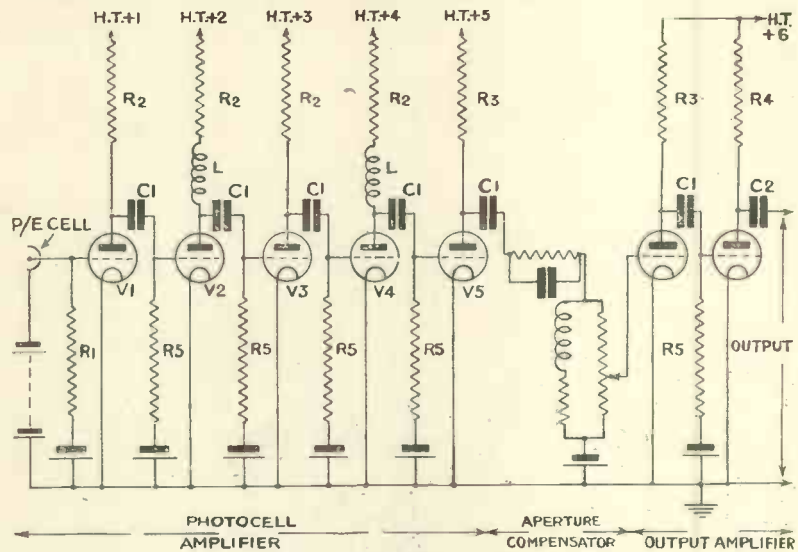 H.T.+1 H.T.+2 H.T.+3 H.T.+4 H.T.+5 H.T.
+6
R2 R2 R2 R2 R3 R3 R4
L L
C1 C1 C1 C1 C1 C1 C2
P/E CELL
V1 V2 V3 V4 V5
R1 R5 R5 R5 R5 R5 OUTPUT
PHOTOCELL
AMPLIFIER
APERTURE
COMPENSATOR
OUTPUT AMPLIFIER